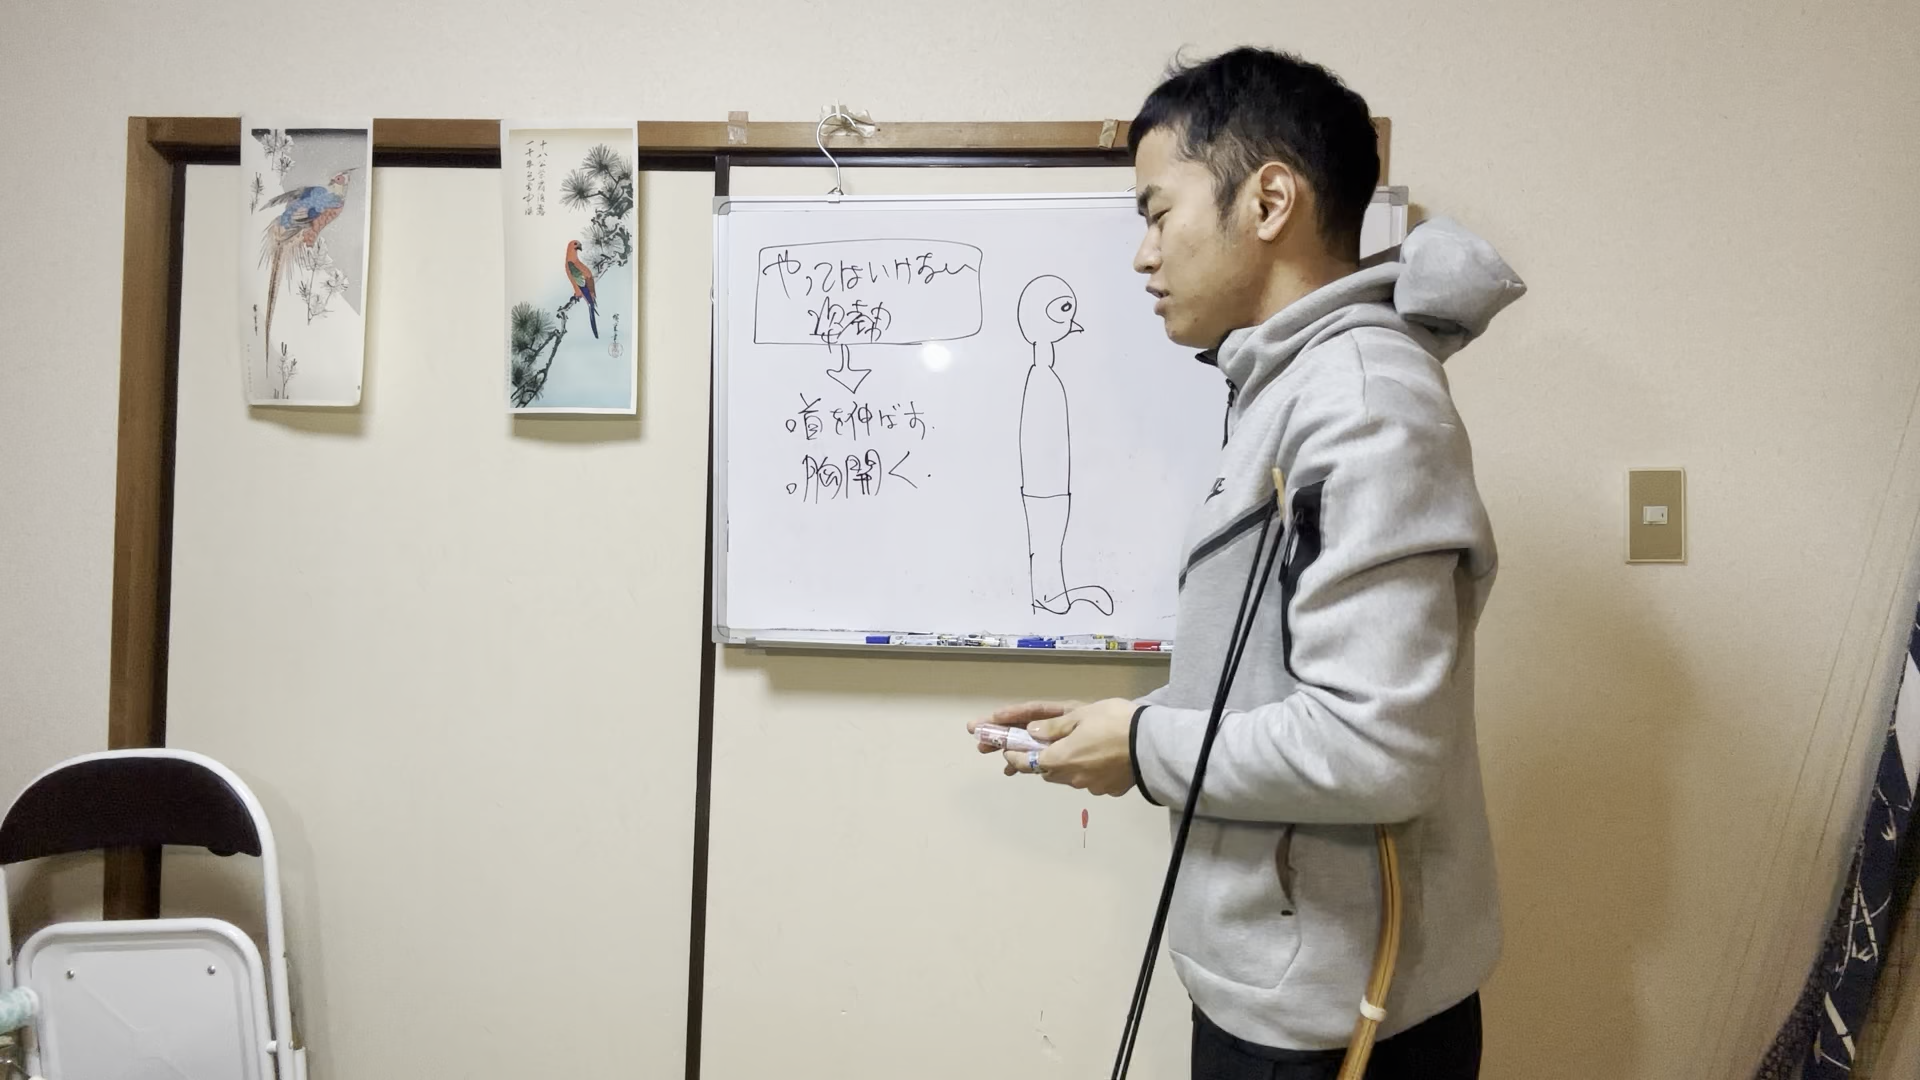 やってはいけない
姿勢
首を伸ばす.
胸開く.